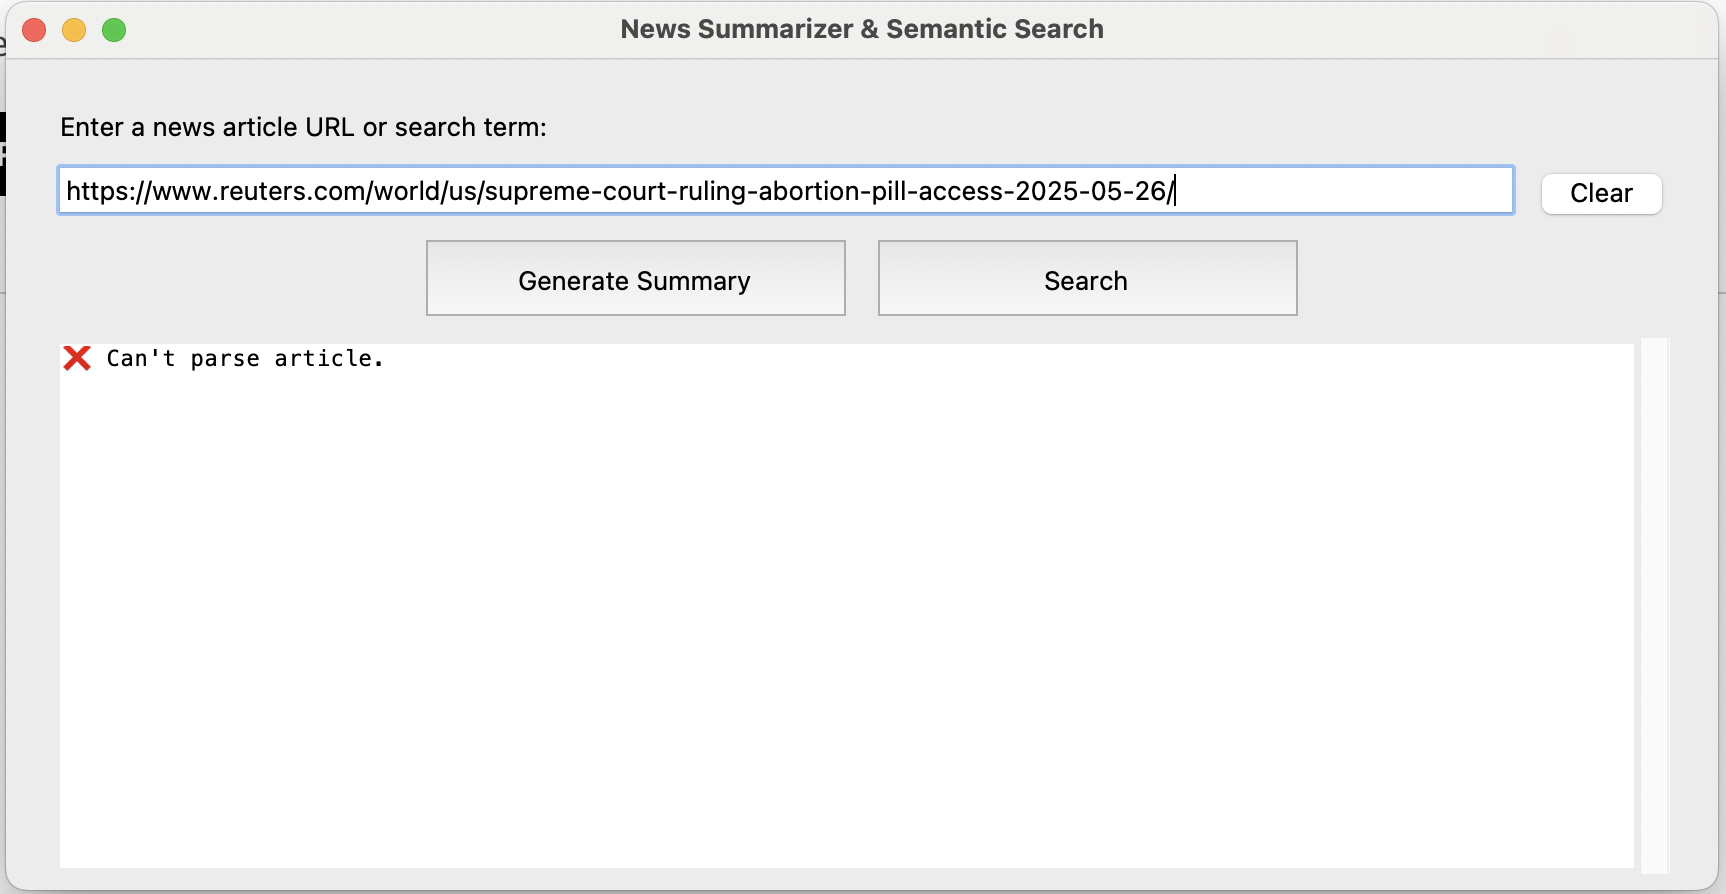 News Summarizer & Semantic Search
Enter a news article URL or search term:
https://www.reuters.com/world/us/supreme-court-ruling-abortion-pill-access-2025-05-26/
Clear
Generate Summary
Search
❌ Can't parse article.